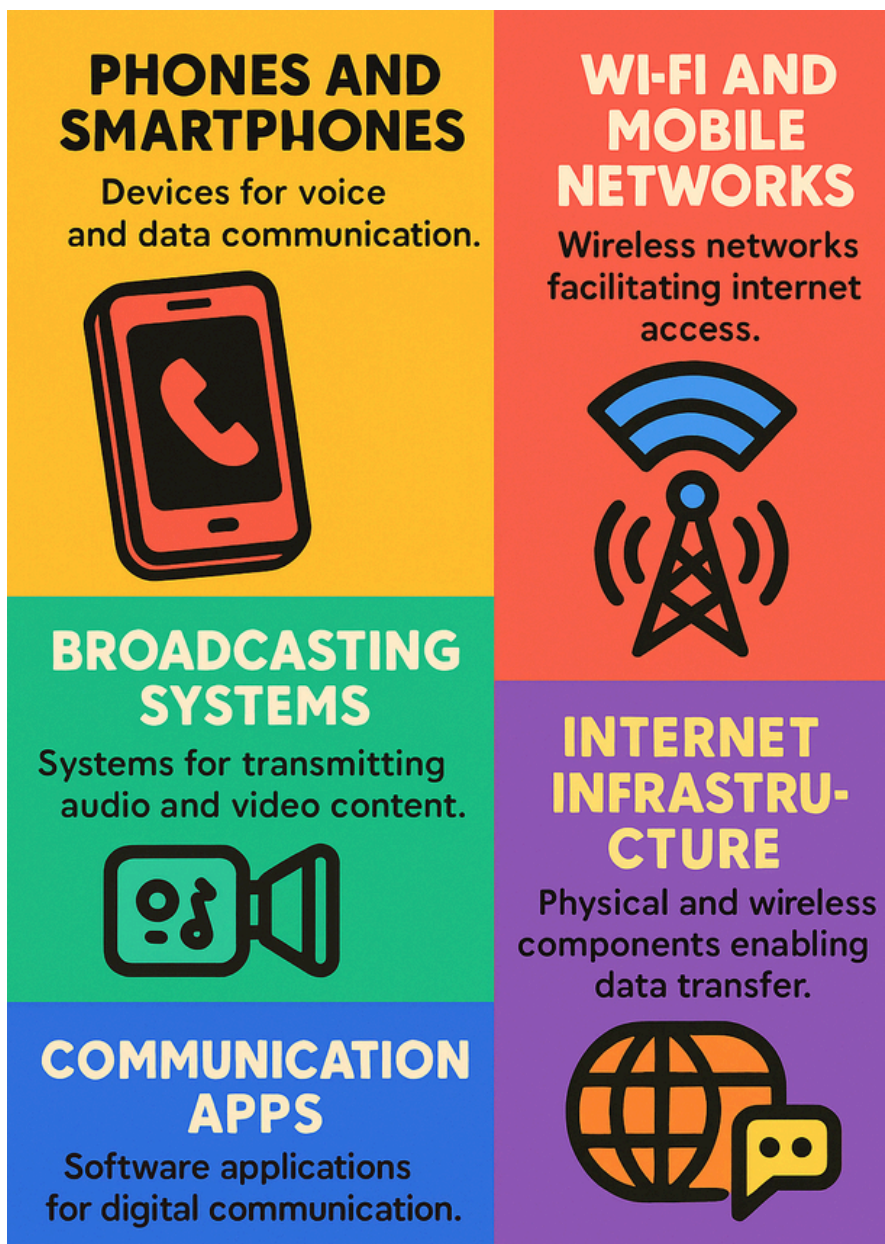 PHONES AND
SMARTPHONES
Devices for voice
and data communication.
WI-FI AND
MOBILE
NETWORKS
Wireless networks
facilitating internet
access.
BROADCASTING
SYSTEMS
Systems for transmitting
audio and video content.
INTERNET
INFRASTRU-
CTURE
Physical and wireless
components enabling
data transfer.
COMMUNICATION
APPS
Software applications
for digital communication.